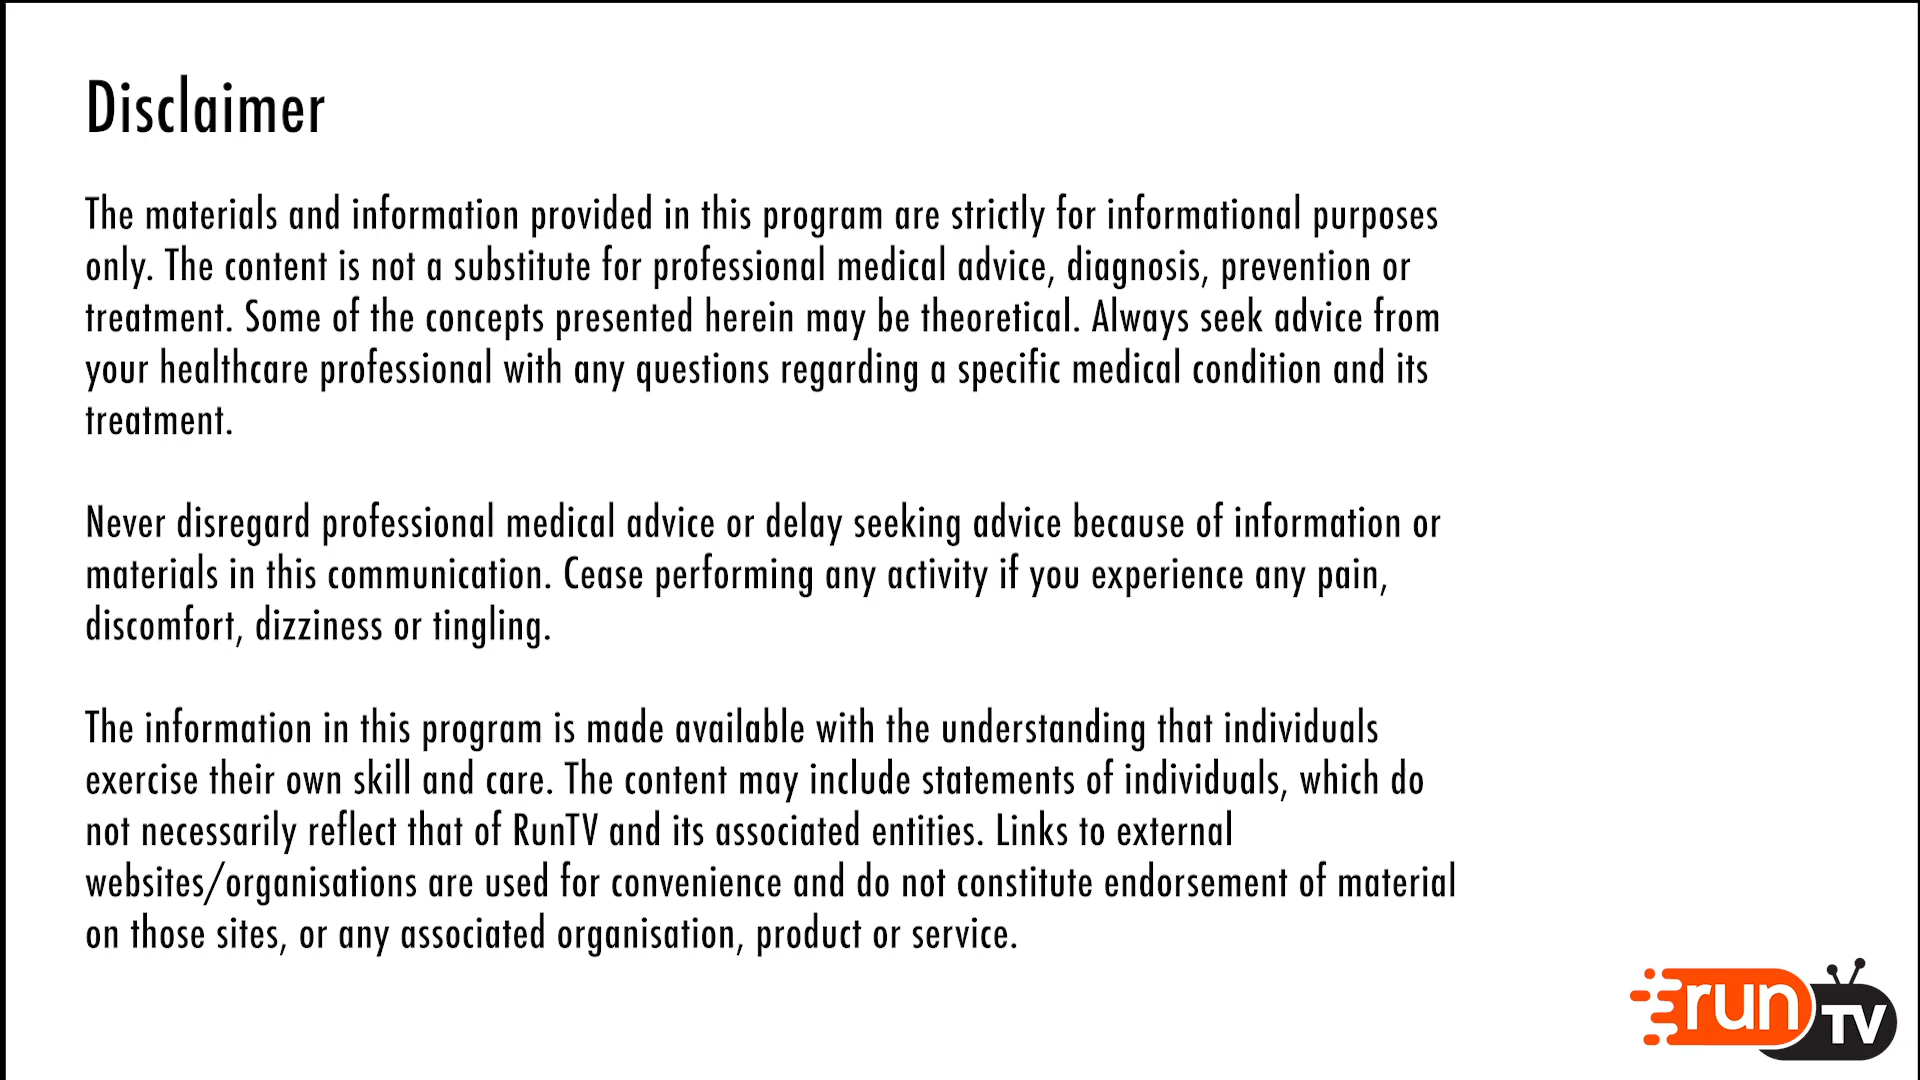 Disclaimer
The materials and information provided in this program are strictly for informational purposes
only. The content is not a substitute for professional medical advice, diagnosis, prevention or
treatment. Some of the concepts presented herein may be theoretical. Always seek advice from
your healthcare professional with any questions regarding a specific medical condition and its
treatment.
Never disregard professional medical advice or delay seeking advice because of information or
materials in this communication. Cease performing any activity if you experience any pain,
discomfort, dizziness or tingling.
The information in this program is made available with the understanding that individuals
exercise their own skill and care. The content may include statements of individuals, which do
not necessarily reflect that of RunTV and its associated entities. Links to external
websites/organisations are used for convenience and do not constitute endorsement of material
on those sites, or any associated organisation, product or service.
run TV